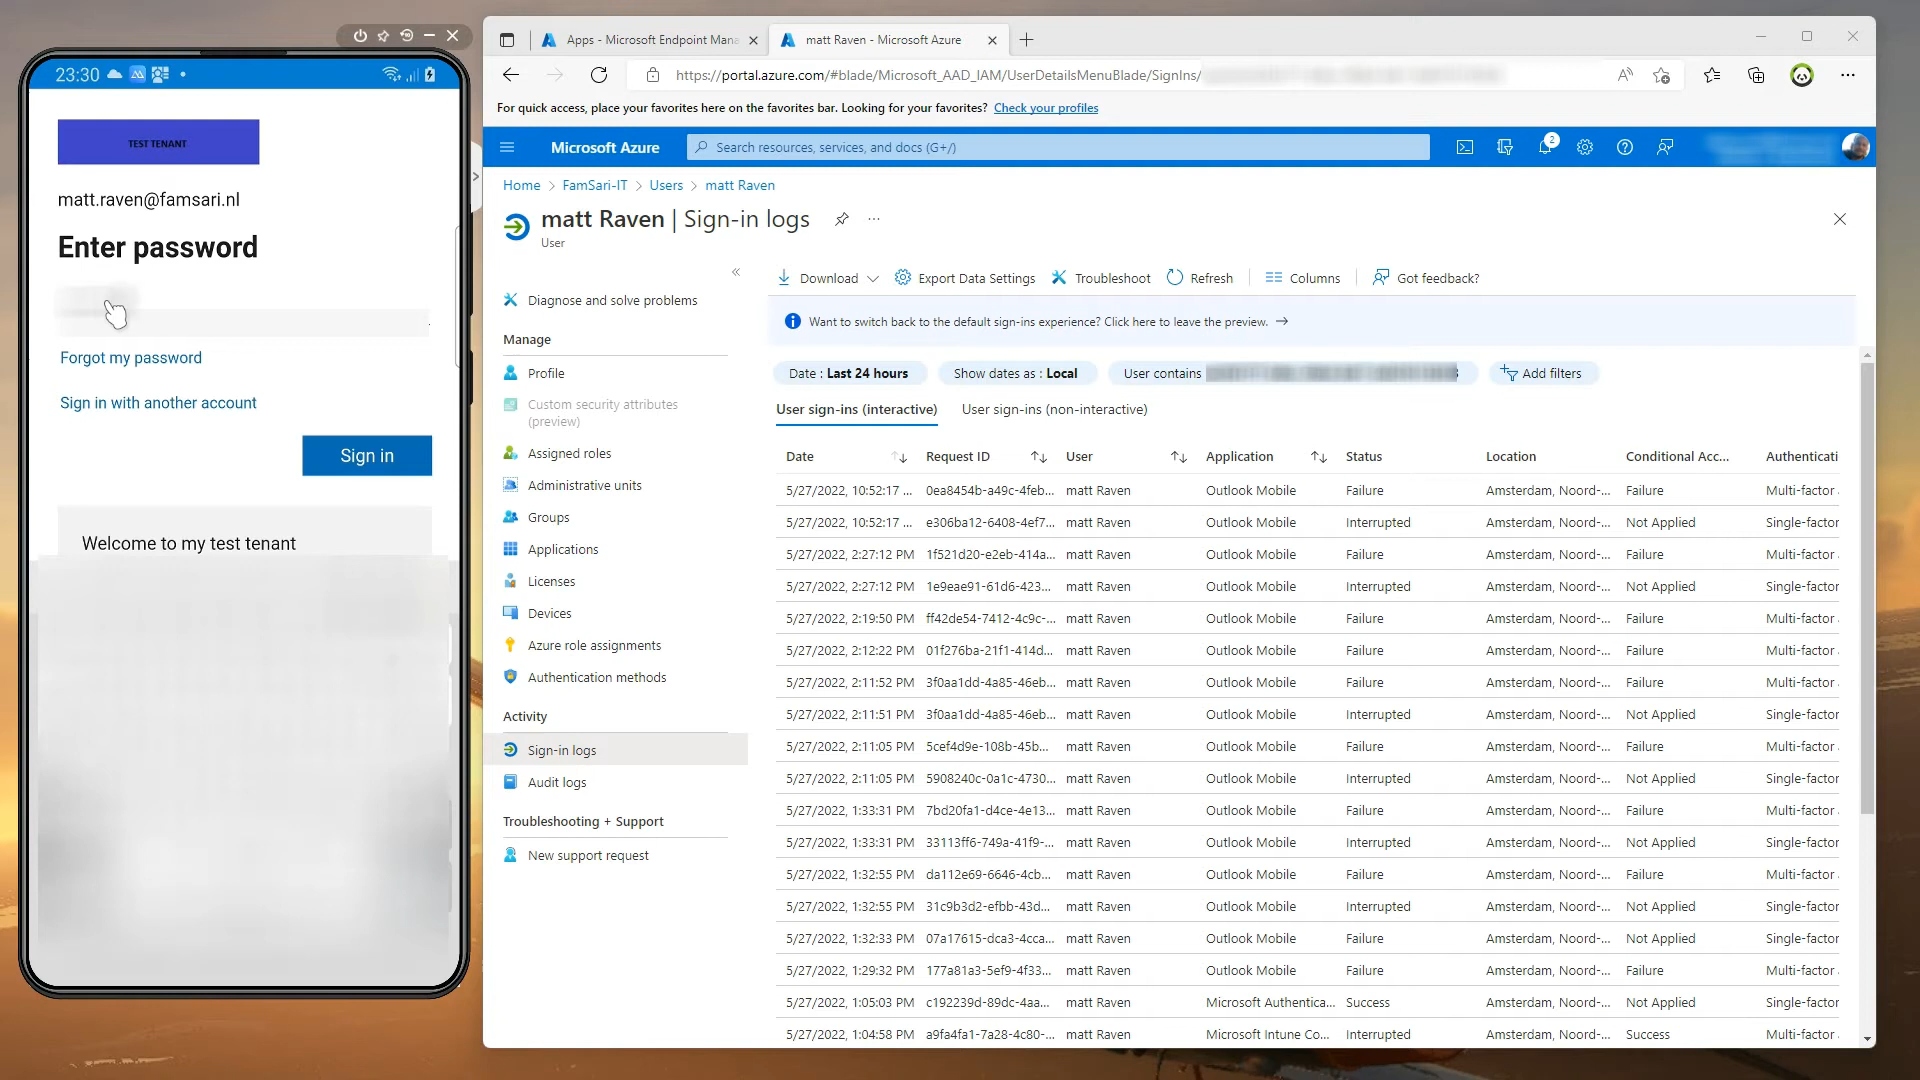 23:30
TEST TENANT
matt.raven@famsari.nl
Enter password
Forgot my password
Sign in with another account
Sign in
Welcome to my test tenant
Apps - Microsoft Endpoint Mana
matt Raven - Microsoft Azure
https://portal.azure.com/#blade/Microsoft_AAD_IAM/UserDetailsMenuBlade/SignIns/
For quick access, place your favorites here on the favorites bar. Looking for your favorites? Check your profiles
Microsoft Azure
Search resources, services, and docs (G+/)
2
Home > FamSari-IT > Users > matt Raven
matt Raven | Sign-in logs
User
Diagnose and solve problems
Manage
Profile
Custom security attributes
(preview)
Assigned roles
Administrative units
Groups
Applications
Licenses
Devices
Azure role assignments
Authentication methods
Activity
Sign-in logs
Audit logs
Troubleshooting + Support
New support request
Download Export Data Settings Troubleshoot Refresh Columns Got feedback?
Want to switch back to the default sign-ins experience? Click here to leave the preview. →
Date : Last 24 hours Show dates as : Local User contains Add filters
User sign-ins (interactive) User sign-ins (non-interactive)
Date Request ID User Application Status Location Conditional Acc... Authenticati
5/27/2022, 10:52:17 ... 0ea8454b-a49c-4feb... matt Raven Outlook Mobile Failure Amsterdam, Noord-... Failure Multi-factor
5/27/2022, 10:52:17 ... e306ba12-6408-4ef7... matt Raven Outlook Mobile Interrupted Amsterdam, Noord-... Not Applied Single-factor
5/27/2022, 2:27:12 PM 1f521d20-e2eb-414a... matt Raven Outlook Mobile Failure Amsterdam, Noord-... Failure Multi-factor
5/27/2022, 2:27:12 PM 1e9eae91-61d6-423... matt Raven Outlook Mobile Interrupted Amsterdam, Noord-... Not Applied Single-factor
5/27/2022, 2:19:50 PM ff42de54-7412-4c9c-... matt Raven Outlook Mobile Failure Amsterdam, Noord-... Failure Multi-factor
5/27/2022, 2:12:22 PM 01f276ba-21f1-414d... matt Raven Outlook Mobile Failure Amsterdam, Noord-... Failure Multi-factor
5/27/2022, 2:11:52 PM 3f0aa1dd-4a85-46eb... matt Raven Outlook Mobile Failure Amsterdam, Noord-... Failure Multi-factor
5/27/2022, 2:11:51 PM 3f0aa1dd-4a85-46eb... matt Raven Outlook Mobile Interrupted Amsterdam, Noord-... Not Applied Single-factor
5/27/2022, 2:11:05 PM 5cef4d9e-108b-45b... matt Raven Outlook Mobile Failure Amsterdam, Noord-... Failure Multi-factor
5/27/2022, 2:11:05 PM 5908240c-0a1c-4730... matt Raven Outlook Mobile Interrupted Amsterdam, Noord-... Not Applied Single-factor
5/27/2022, 1:33:31 PM 7bd20fa1-d4ce-4e13... matt Raven Outlook Mobile Failure Amsterdam, Noord-... Failure Multi-factor
5/27/2022, 1:33:31 PM 33113ff6-749a-41f9-... matt Raven Outlook Mobile Interrupted Amsterdam, Noord-... Not Applied Single-factor
5/27/2022, 1:32:55 PM da112e69-6646-4cb... matt Raven Outlook Mobile Failure Amsterdam, Noord-... Failure Multi-factor
5/27/2022, 1:32:55 PM 31c9b3d2-efbb-43d... matt Raven Outlook Mobile Interrupted Amsterdam, Noord-... Not Applied Single-factor
5/27/2022, 1:32:33 PM 07a17615-dca3-4cca... matt Raven Outlook Mobile Failure Amsterdam, Noord-... Not Applied Single-factor
5/27/2022, 1:29:32 PM 177a81a3-5ef9-4f33... matt Raven Outlook Mobile Failure Amsterdam, Noord-... Failure Multi-factor
5/27/2022, 1:05:03 PM c192239d-89dc-4aa... matt Raven Microsoft Authentica... Success Amsterdam, Noord-... Not Applied Single-factor
5/27/2022, 1:04:58 PM a9fa4fa1-7a28-4c80-... matt Raven Microsoft Intune Co... Interrupted Amsterdam, Noord-... Success Multi-factor